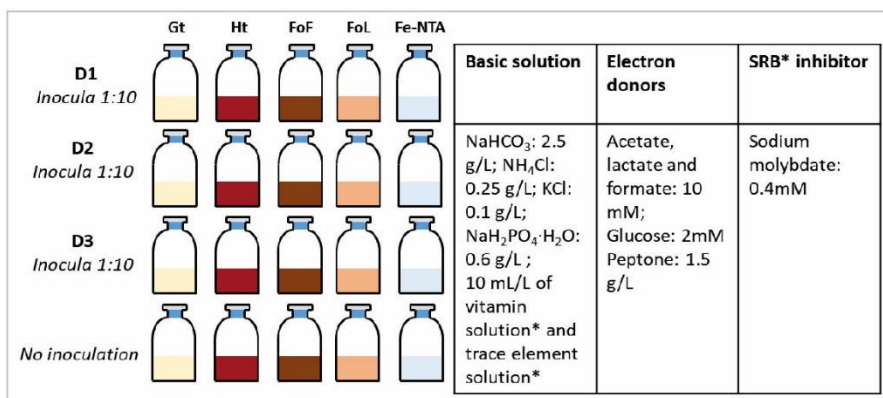 Gt Ht FoF FoL Fe-NTA
D1
Inocula 1:10
D2
Inocula 1:10
D3
Inocula 1:10
No inoculation
Basic solution
NaHCO₃: 2.5
g/L; NH₄Cl:
0.25 g/L; KCl:
0.1 g/L;
NaH₂PO₄·H₂O:
0.6 g/L ;
10 mL/L of
vitamin
solution* and
trace element
solution*
Electron
donors
Acetate,
lactate and
formate: 10
mM;
Glucose: 2mM
Peptone: 1.5
g/L
SRB* inhibitor
Sodium
molybdate:
0.4mM